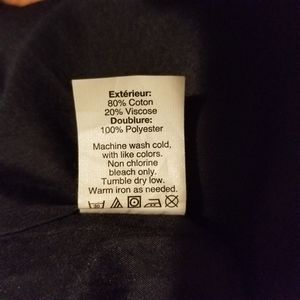 Extérieur:
80% Coton
20% Viscose
Doublure:
100% Polyester
Machine wash cold,
with like colors.
Non chlorine
bleach only.
Tumble dry low.
Warm iron as needed.